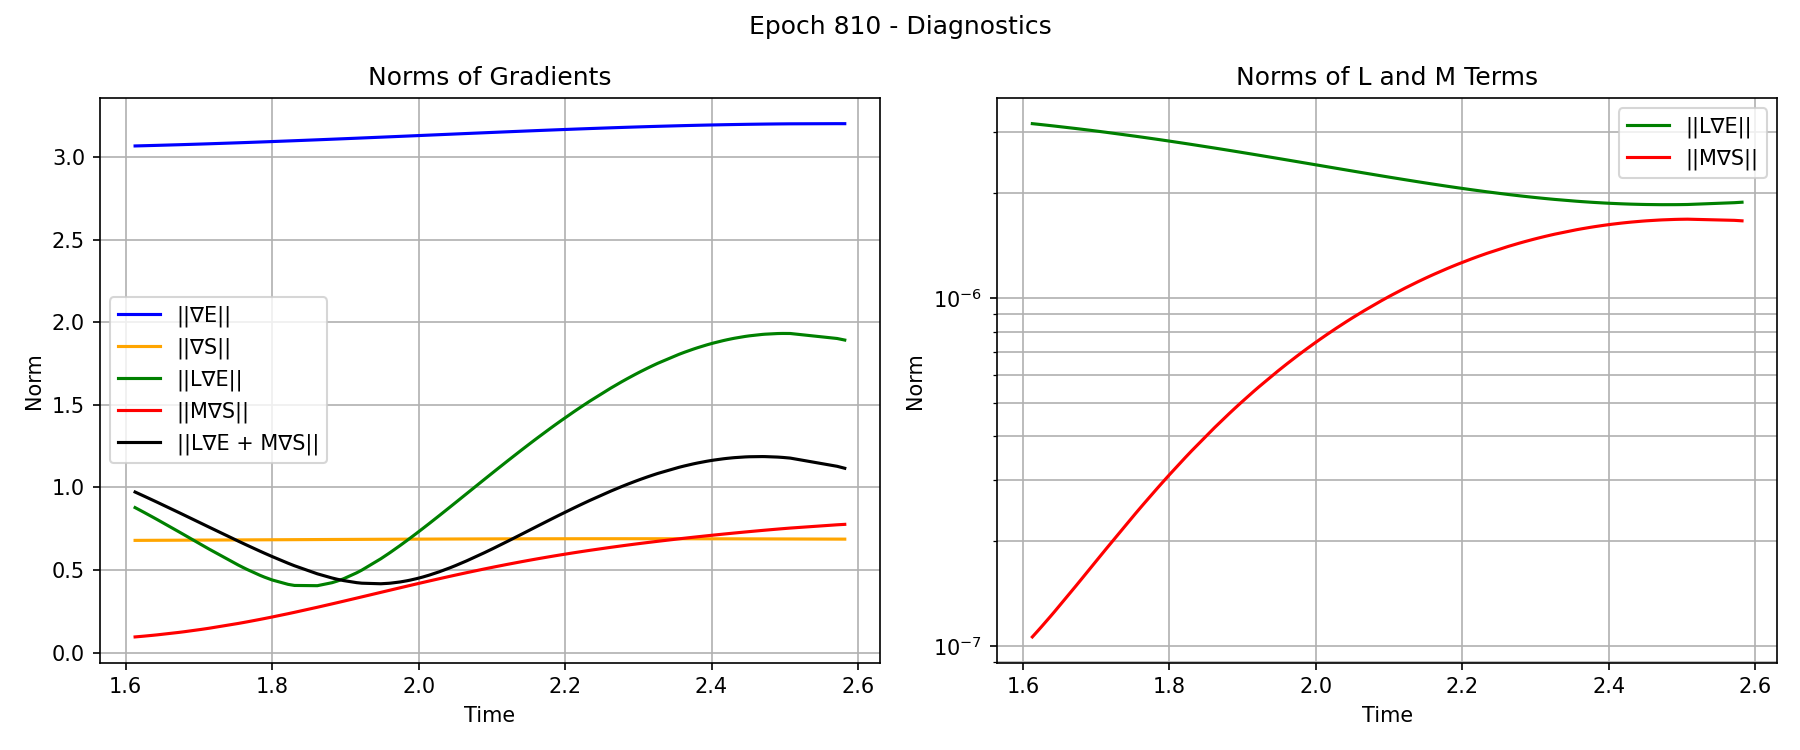 Epoch 810 - Diagnostics
Norms of Gradients
3.0
2.5
2.0
1.5
1.0
0.5
0.0
Norm
||∇E||
||∇S||
||L∇E||
||M∇S||
||L∇E + M∇S||
1.6 1.8 2.0 2.2 2.4 2.6
Time
Norms of L and M Terms
10⁻⁶
10⁻⁷
Norm
||L∇E||
||M∇S||
1.6 1.8 2.0 2.2 2.4 2.6
Time